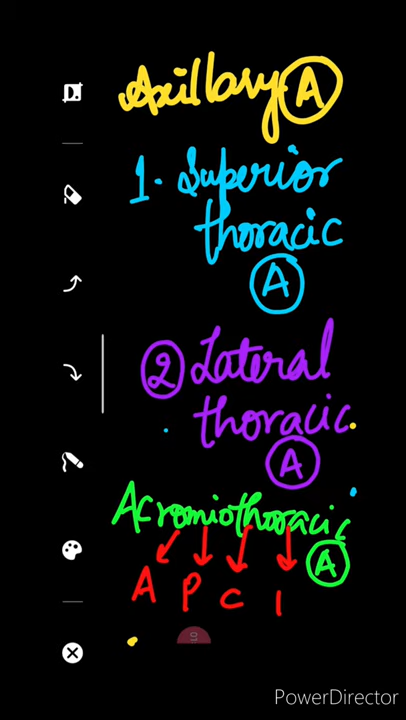 Axillary A
1. Superior
thoracic
A
2 Lateral
thoracic
A
Acromiothoracic
A
A P C I
PowerDirector